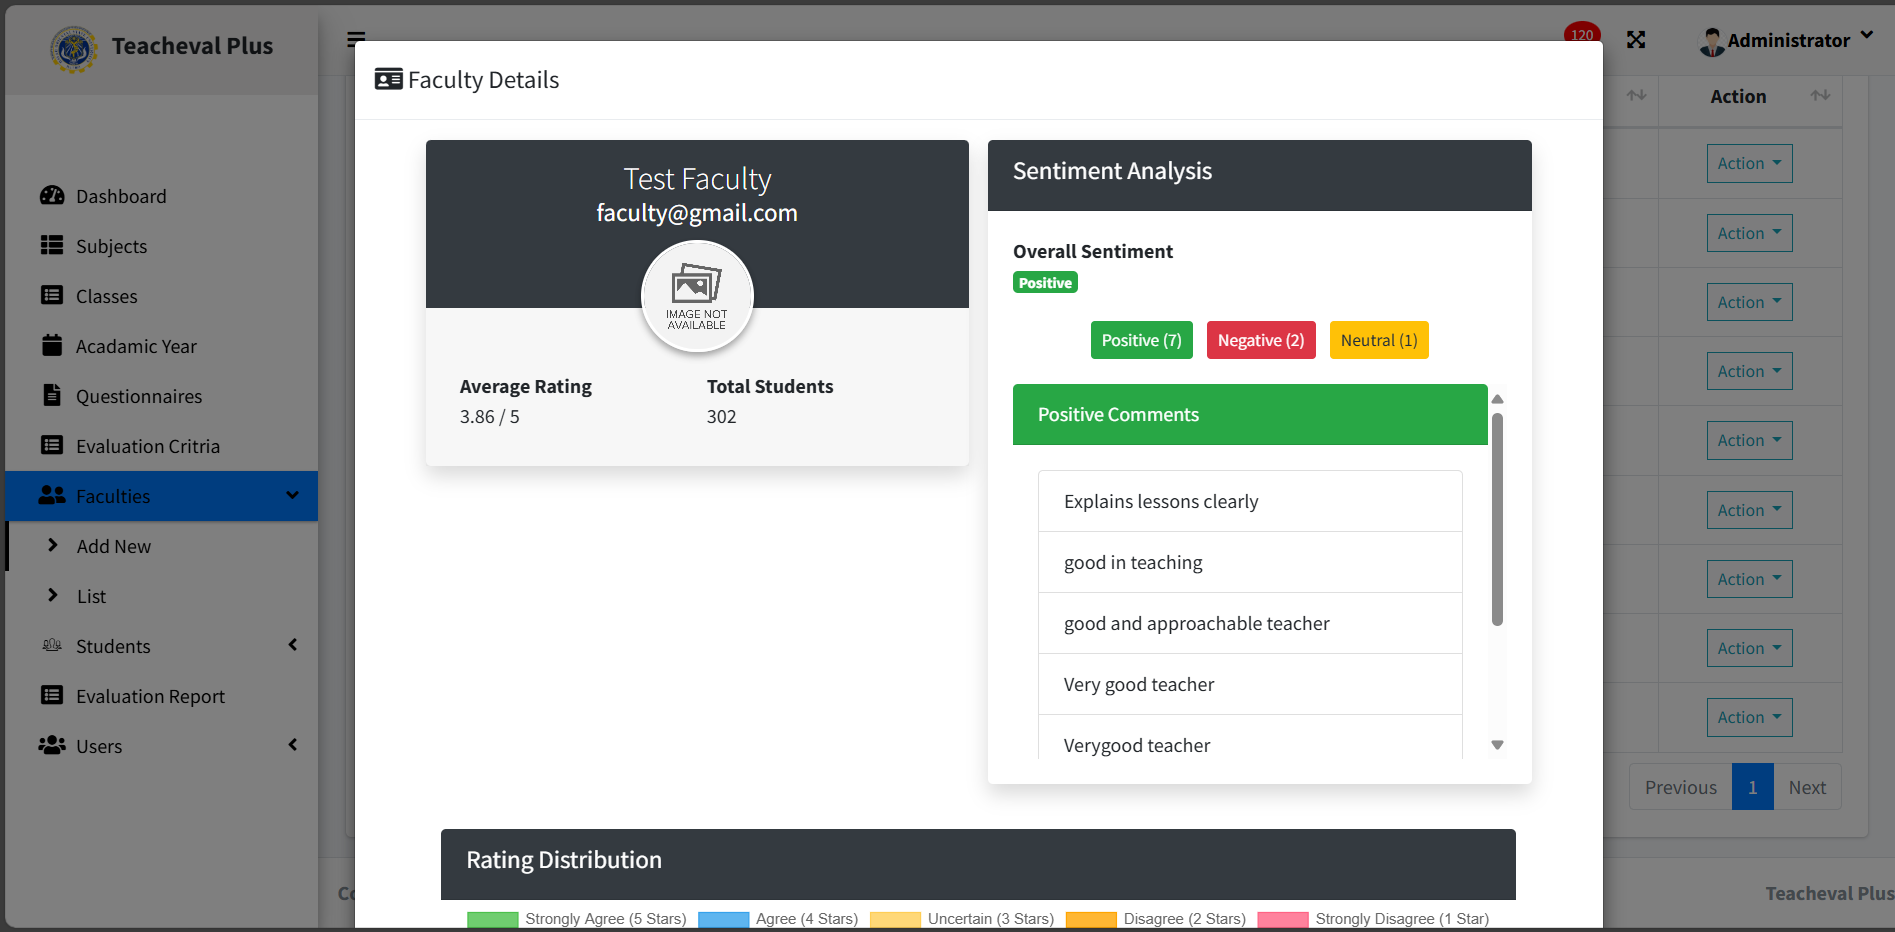 Teacheval Plus
120
Administrator
Dashboard
Subjects
Classes
Acadamic Year
Questionnaires
Evaluation Critria
Faculties
Add New
List
Students
Evaluation Report
Users
Faculty Details
Test Faculty
faculty@gmail.com
IMAGE NOT
AVAILABLE
Average Rating
Total Students
3.86 / 5
302
Sentiment Analysis
Overall Sentiment
Positive
Positive (7)
Negative (2)
Neutral (1)
Positive Comments
Explains lessons clearly
good in teaching
good and approachable teacher
Very good teacher
Verygood teacher
Rating Distribution
Strongly Agree (5 Stars)
Agree (4 Stars)
Uncertain (3 Stars)
Disagree (2 Stars)
Strongly Disagree (1 Star)
Action
Action
Action
Action
Action
Action
Action
Action
Action
Action
Previous
1
Next
Teacheval Plus